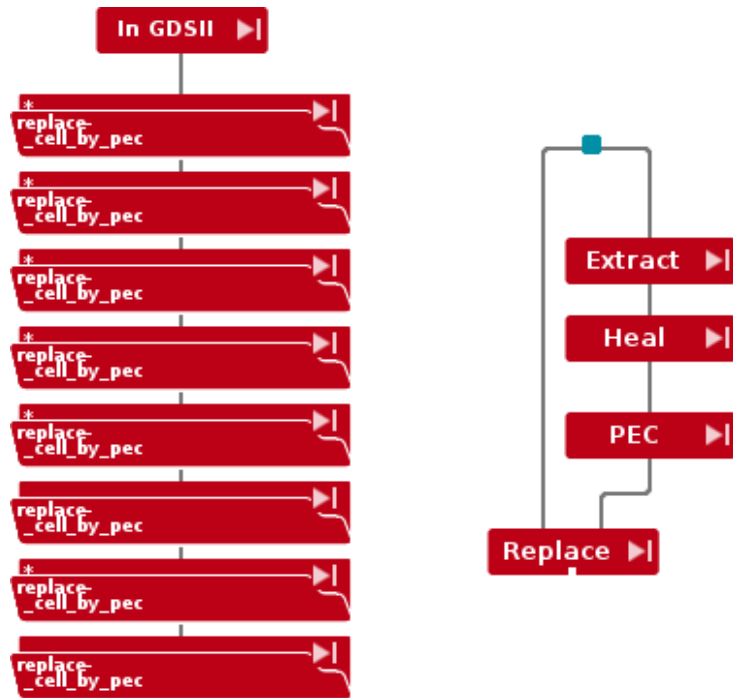 In GDSII
*
replace-
_cell_by_pec
*
replace-
_cell_by_pec
*
replace-
_cell_by_pec
*
replace-
_cell_by_pec
*
replace-
_cell_by_pec
replace-
_cell_by_pec
*
replace-
_cell_by_pec
replace-
_cell_by_pec
Extract
Heal
PEC
Replace